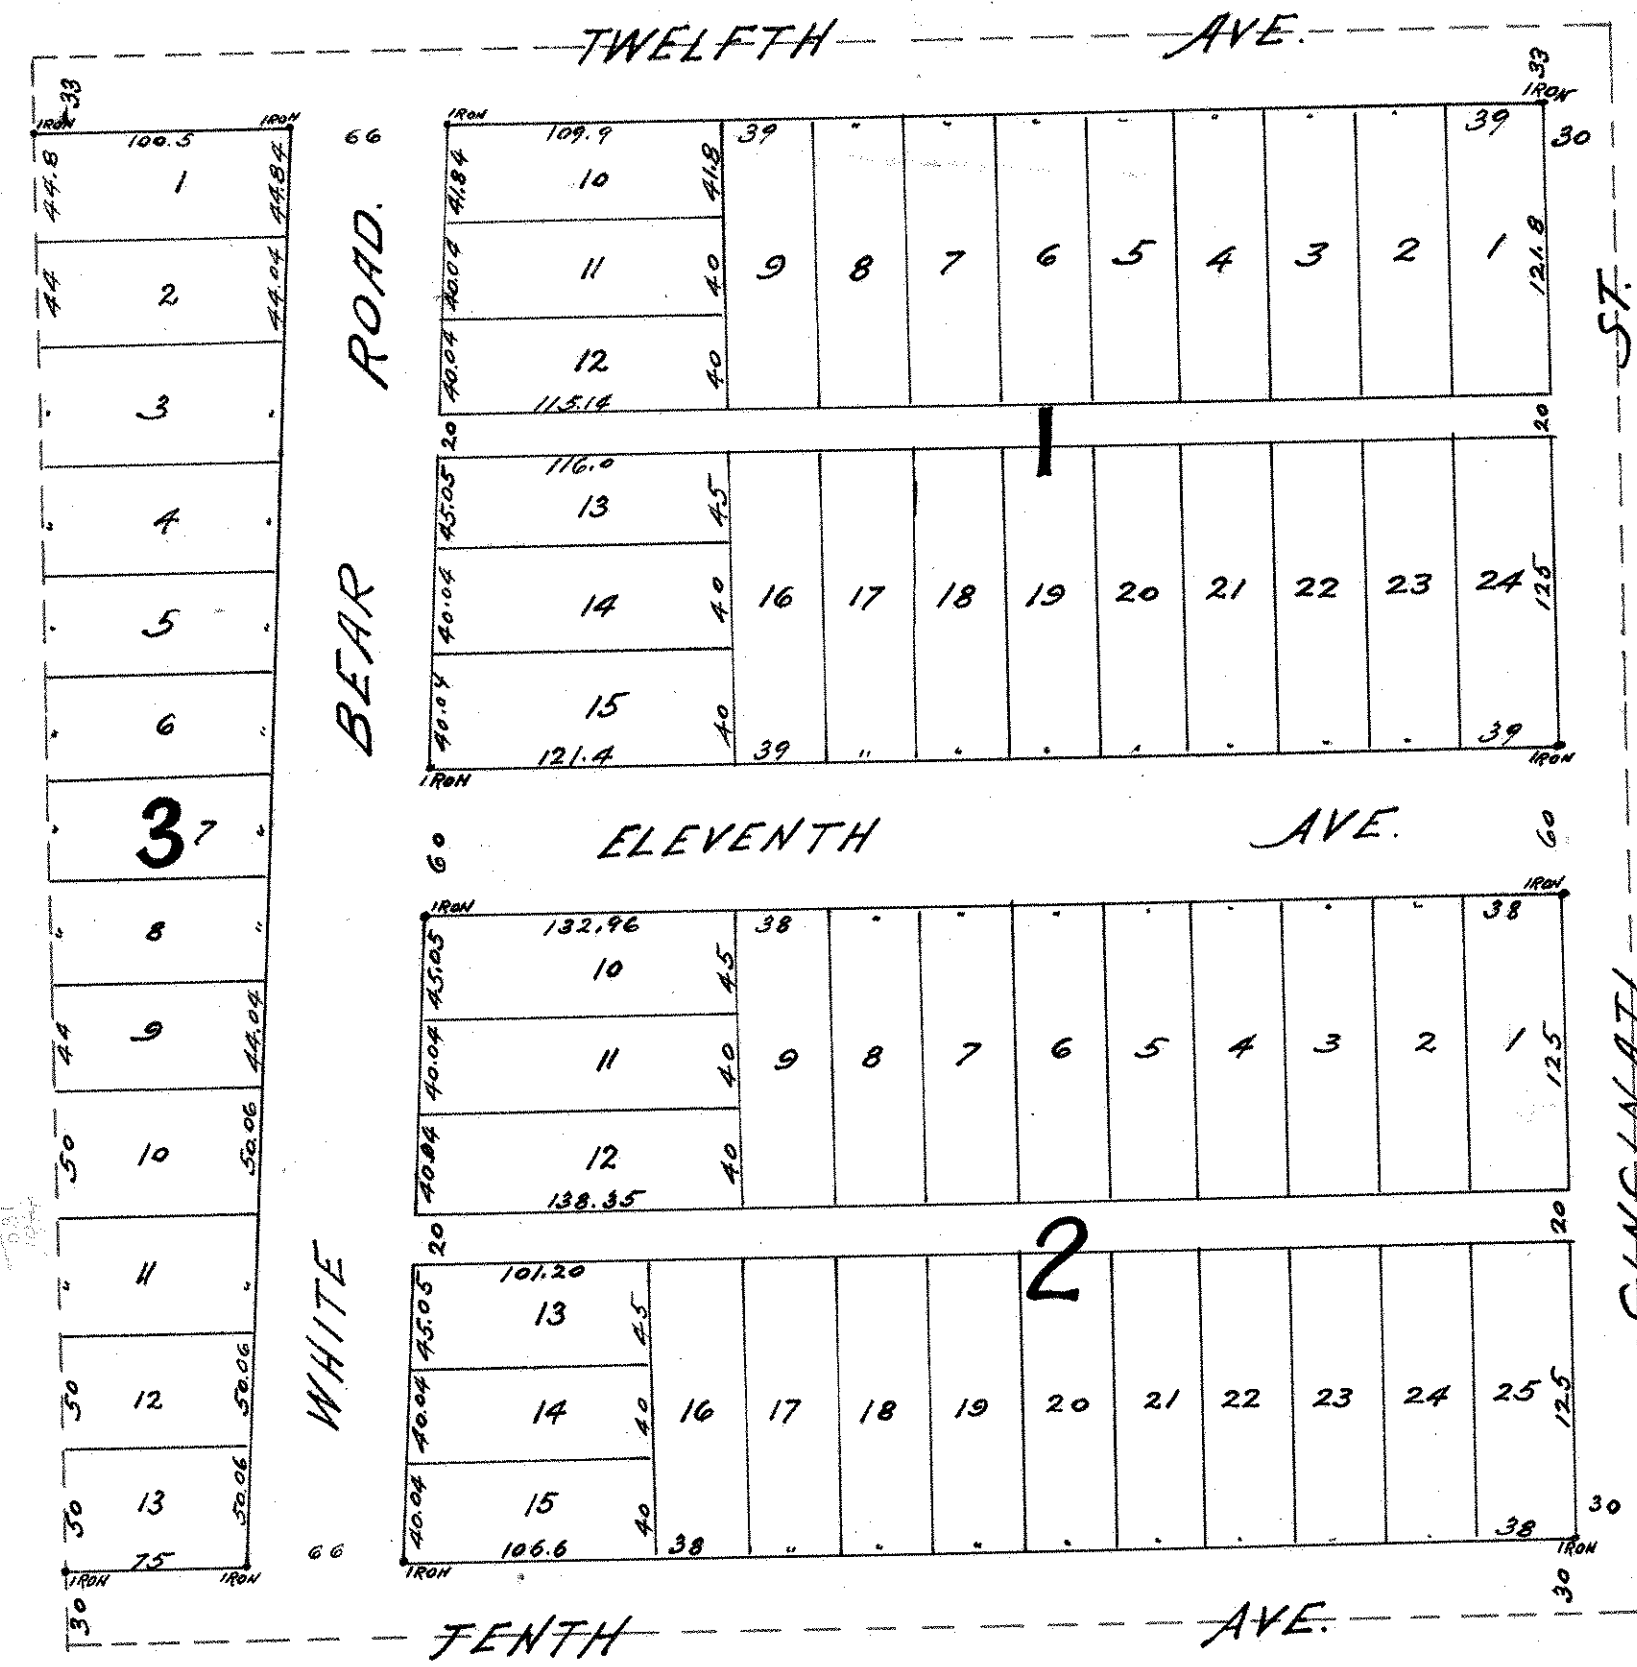 TWELFTH AVE.
33 33
IRON IRON IRON IRON
100.5 66 109.9 39 " " " " " " " 39 30
44.8 1 44.84 41.84 10 41.8
44 2 44.04 40.04 11 40 9 8 7 6 5 4 3 2 1 121.8
ROAD. ST.
" 3 " 40.04 12 40
115.14
20 1 20
116.0
" 4 " 45.05 13 45
" 5 " 40.04 14 40 16 17 18 19 20 21 22 23 24 125
BEAR
" 6 " 40.04 15 40
121.4 39 " " " " " " " 39
IRON IRON
" 3 7 " 60 ELEVENTH AVE. 60
IRON IRON
132.96 38 " " " " " " " 38
" 8 " 45.05 10 45
44 9 44.04 40.04 11 40 9 8 7 6 5 4 3 2 1 125
CINCINNATI
50 10 50.06 40.04 12 40
138.35
20 2 20
101.20
" 11 " 45.05 13 45
WHITE
50 12 50.06 40.04 14 40 16 17 18 19 20 21 22 23 24 25 125
50 13 50.06 40.04 15 40 30
75 66 106.6 38 " " " " " " " " 38
IRON IRON IRON IRON
30 30
TENTH AVE.